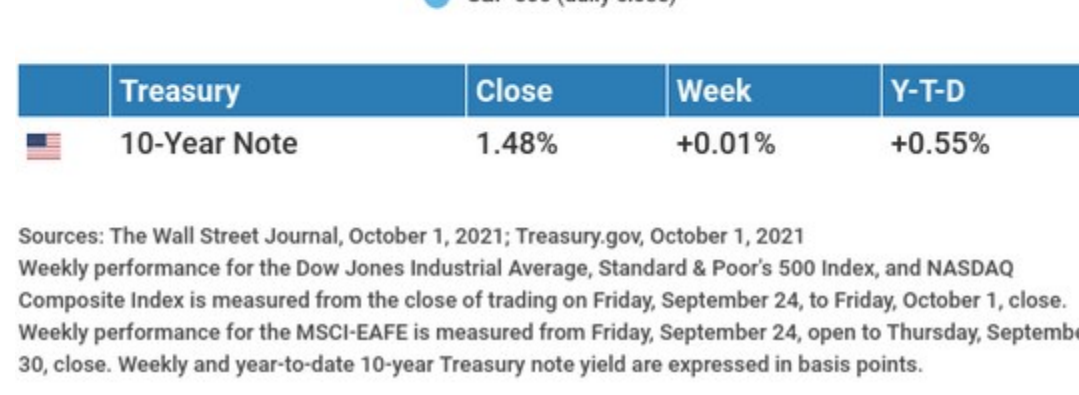 Treasury Close Week Y-T-D
10-Year Note 1.48% +0.01% +0.55%
Sources: The Wall Street Journal, October 1, 2021; Treasury.gov, October 1, 2021
Weekly performance for the Dow Jones Industrial Average, Standard & Poor's 500 Index, and NASDAQ
Composite Index is measured from the close of trading on Friday, September 24, to Friday, October 1, close.
Weekly performance for the MSCI-EAFE is measured from Friday, September 24, open to Thursday, Septembe
30, close. Weekly and year-to-date 10-year Treasury note yield are expressed in basis points.